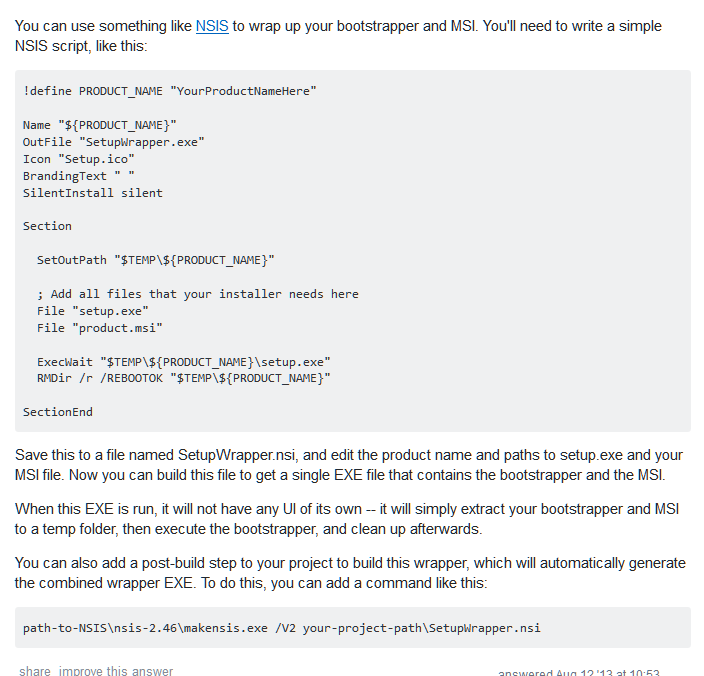 You can use something like NSIS to wrap up your bootstrapper and MSI. You'll need to write a simple
NSIS script, like this:
!define PRODUCT_NAME "YourProductNameHere"
Name "${PRODUCT_NAME}"
OutFile "SetupWrapper.exe"
Icon "Setup.ico"
BrandingText " "
SilentInstall silent
Section
SetOutPath "$TEMP\${PRODUCT_NAME}"
; Add all files that your installer needs here
File "setup.exe"
File "product.msi"
ExecWait "$TEMP\${PRODUCT_NAME}\setup.exe"
RMDir /r /REBOOTOK "$TEMP\${PRODUCT_NAME}"
SectionEnd
Save this to a file named SetupWrapper.nsi, and edit the product name and paths to setup.exe and your
MSI file. Now you can build this file to get a single EXE file that contains the bootstrapper and the MSI.
When this EXE is run, it will not have any UI of its own -- it will simply extract your bootstrapper and MSI
to a temp folder, then execute the bootstrapper, and clean up afterwards.
You can also add a post-build step to your project to build this wrapper, which will automatically generate
the combined wrapper EXE. To do this, you can add a command like this:
path-to-NSIS\nsis-2.46\makensis.exe /V2 your-project-path\SetupWrapper.nsi
share improve this answer
answered Aug 12 '13 at 10:53